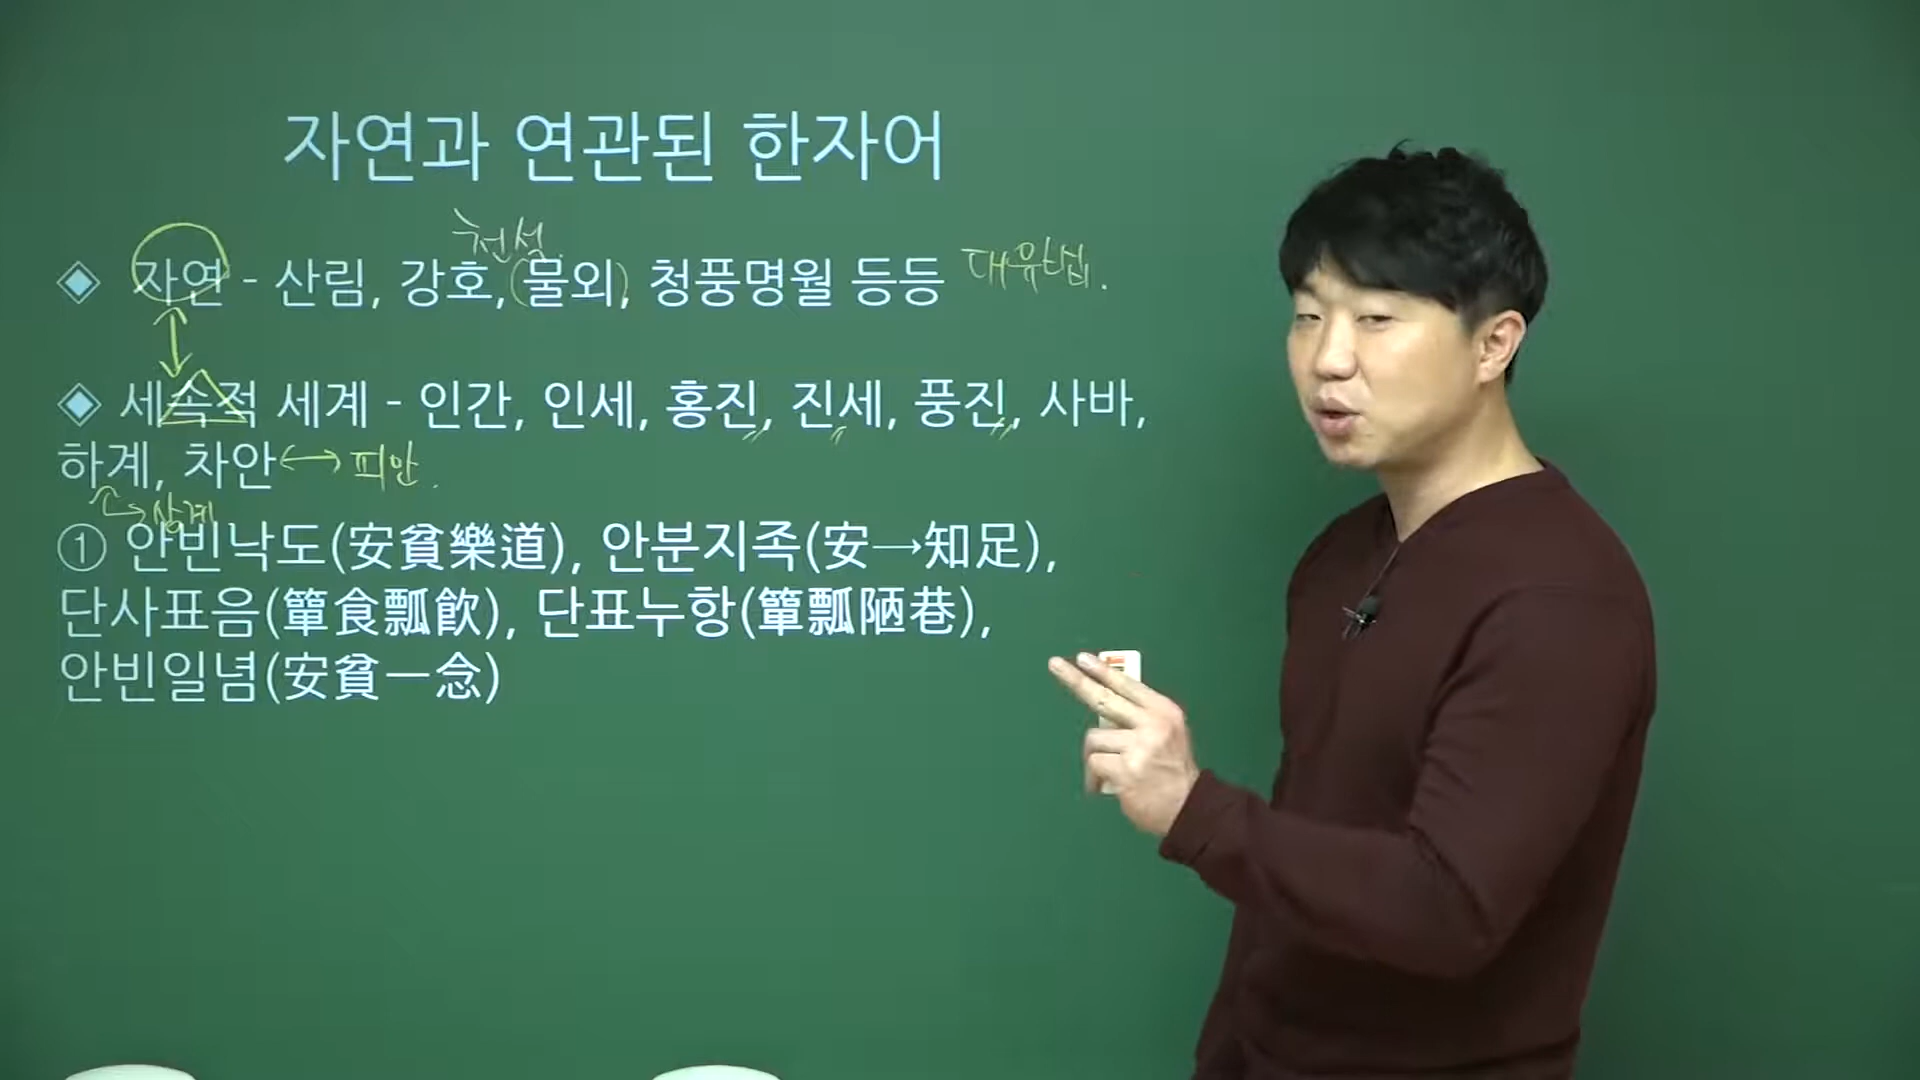 자연과 연관된 한자어
천석
◈ 자연 - 산림, 강호, (물외), 청풍명월 등등 대유법.
◈ 세속적 세계 - 인간, 인세, 홍진, 진세, 풍진, 사바,
하계, 차안 ↔ 피안.
상계
① 안빈낙도(安貧樂道), 안분지족(安→知足),
단사표음(簞食瓢飮), 단표누항(簞瓢陋巷),
안빈일념(安貧一念)